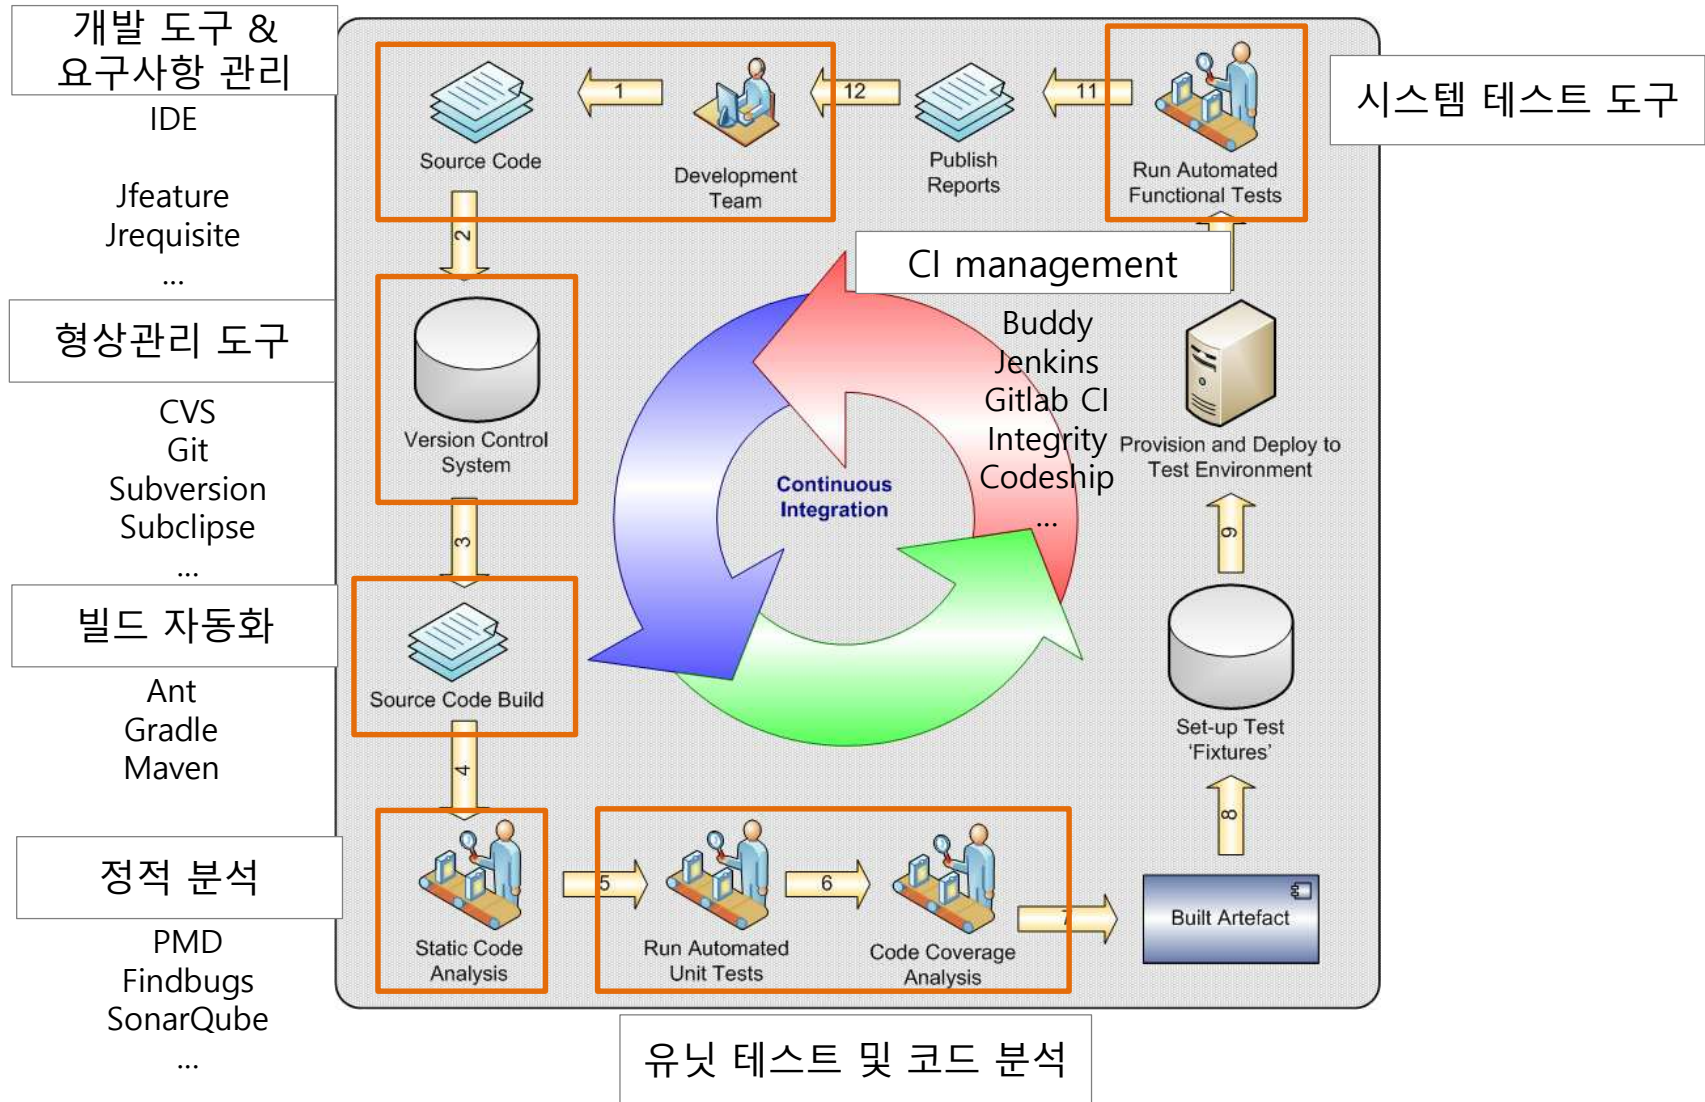 개발 도구 &
요구사항 관리
IDE
Jfeature
Jrequisite
...
형상관리 도구
CVS
Git
Subversion
Subclipse
...
빌드 자동화
Ant
Gradle
Maven
정적 분석
PMD
Findbugs
SonarQube
...
Source Code
1
Development
Team
12
Publish
Reports
11
Run Automated
Functional Tests
시스템 테스트 도구
2
Version Control
System
3
Source Code Build
4
Static Code
Analysis
5
Run Automated
Unit Tests
6
Code Coverage
Analysis
7
Built Artefact
8
Set-up Test
‘Fixtures’
9
Provision and Deploy to
Test Environment
CI management
Buddy
Jenkins
Gitlab CI
Integrity
Codeship
...
Continuous
Integration
유닛 테스트 및 코드 분석